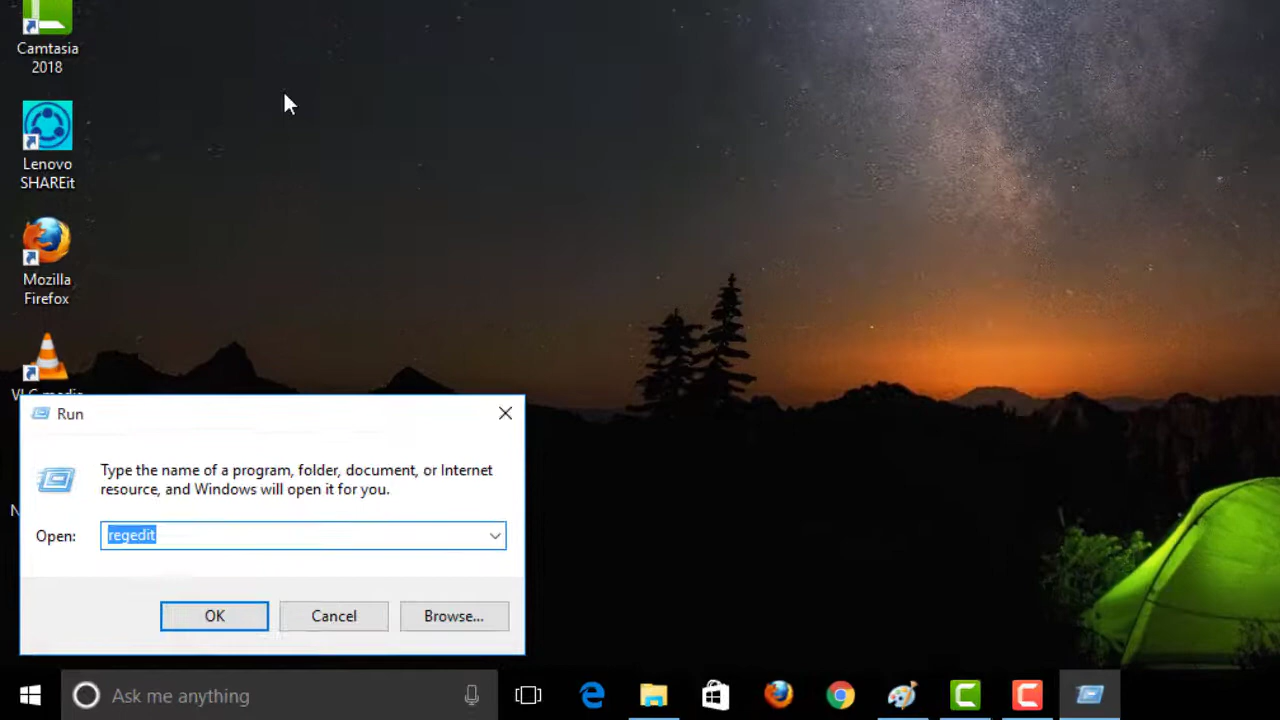 Camtasia
2018
Lenovo
SHAREit
Mozilla
Firefox
Run
Type the name of a program, folder, document, or Internet
resource, and Windows will open it for you.
Open: regedit
OK Cancel Browse...
Ask me anything